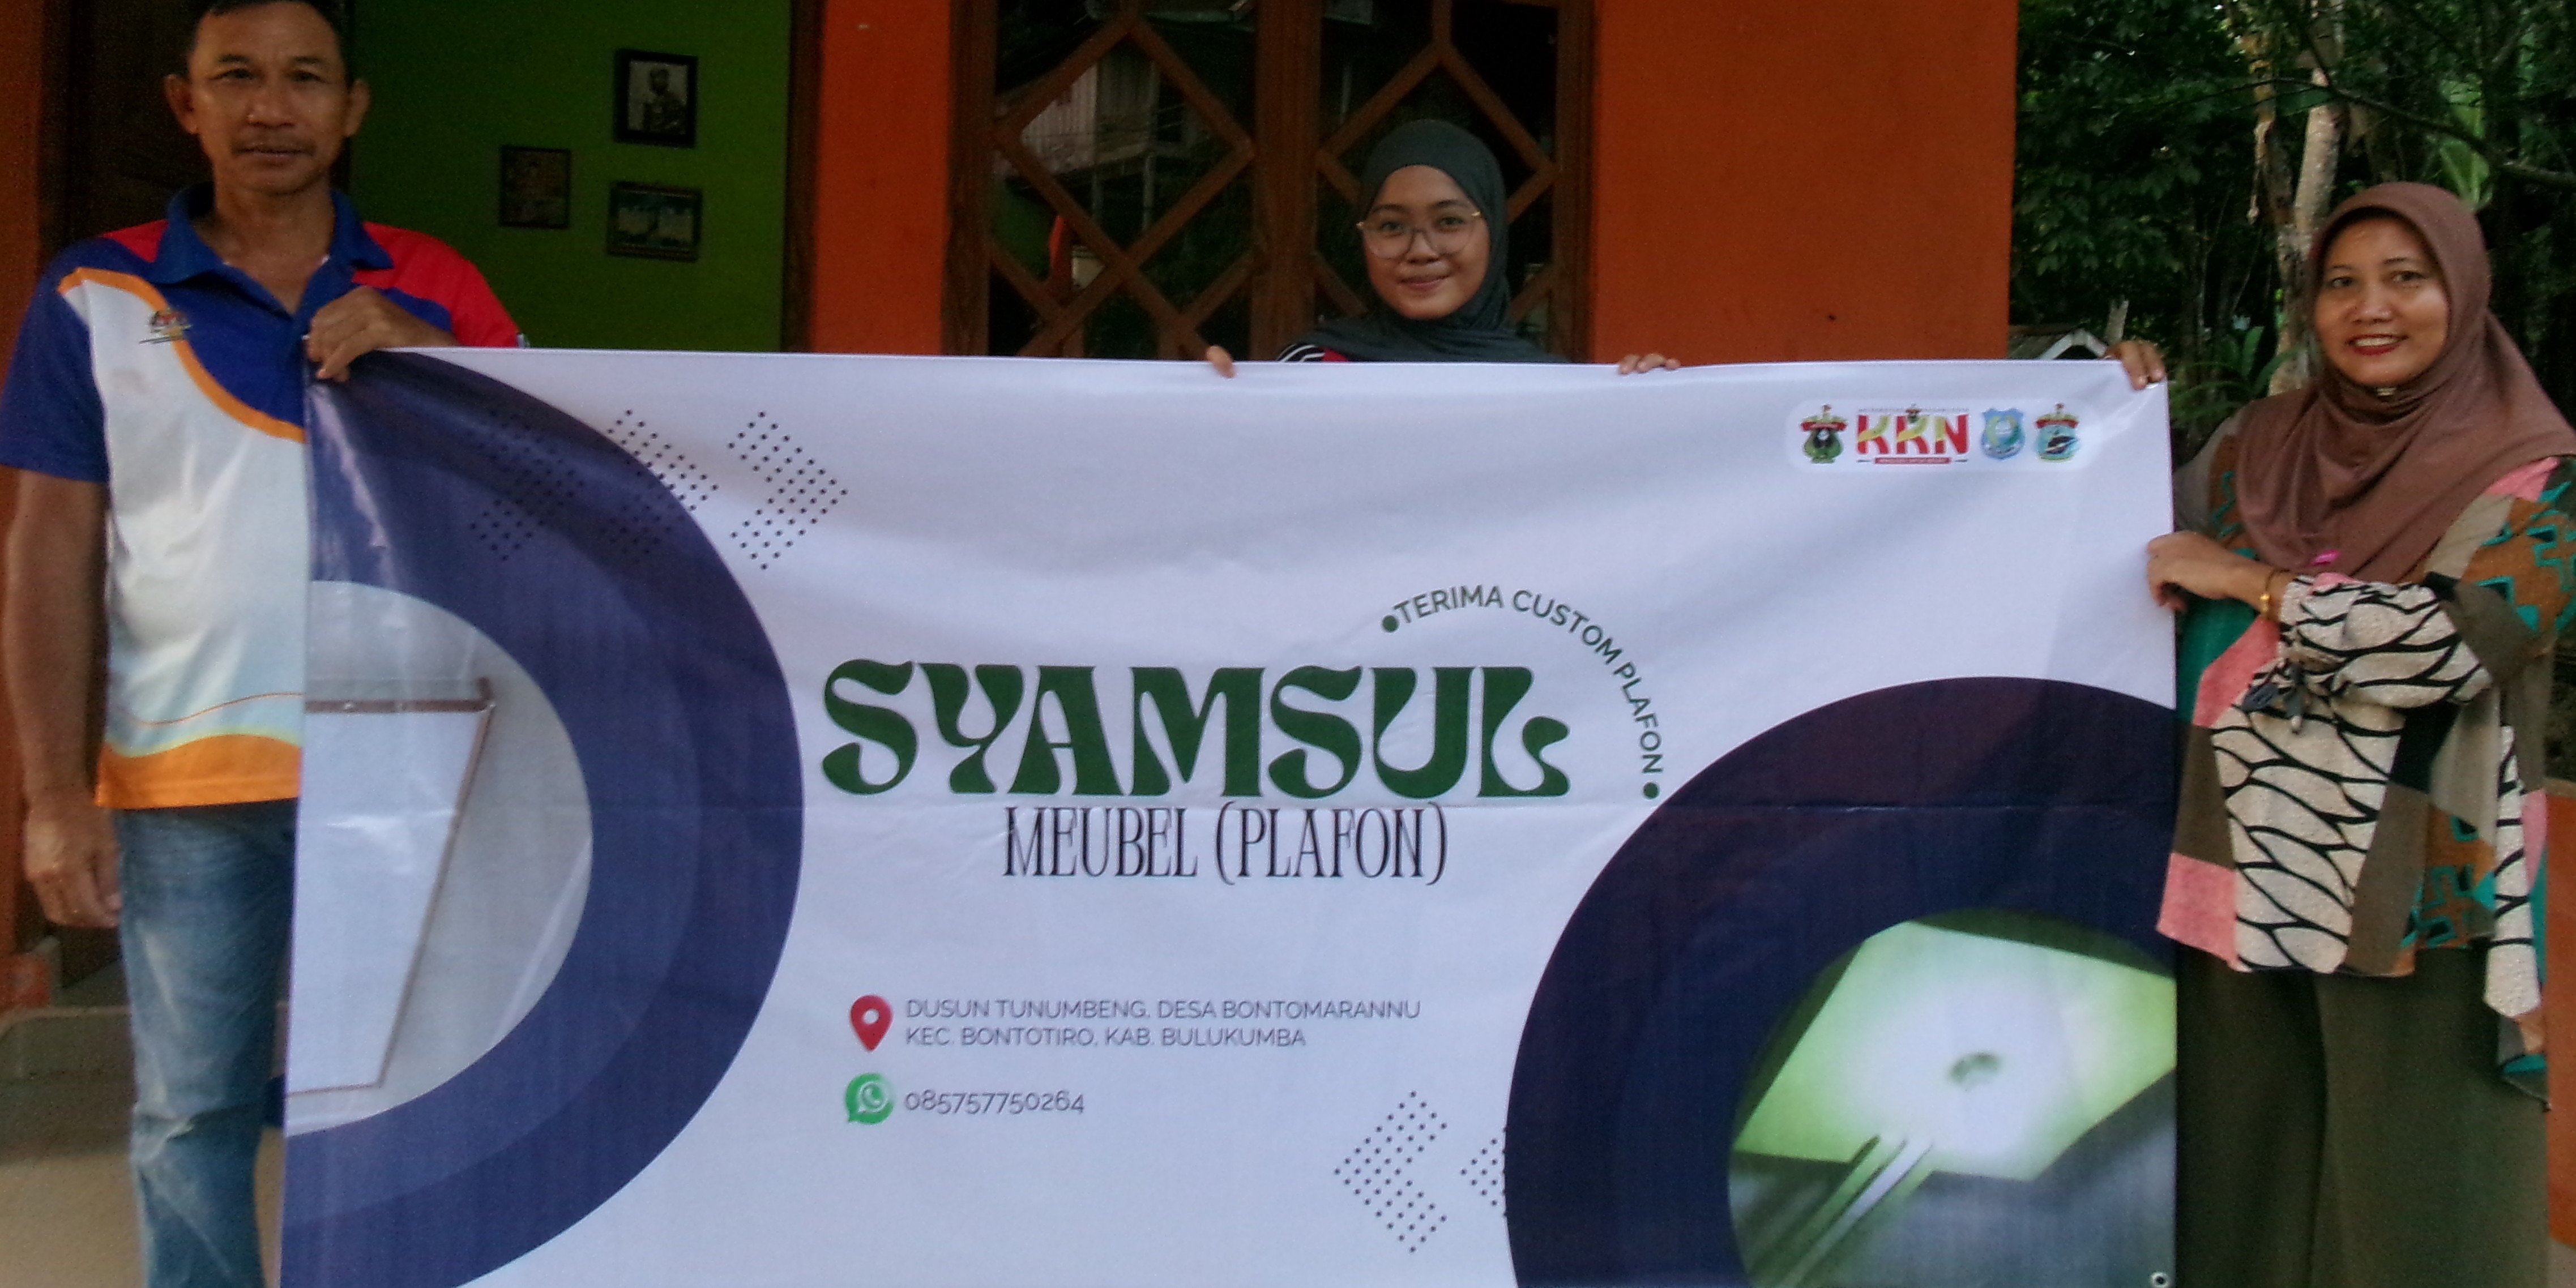 KKN
TERIMA CUSTOM PLAFON
SYAMSUL
MEUBEL (PLAFON)
DUSUN TUNUMBENG, DESA BONTOMARANNU
KEC. BONTOTIRO, KAB. BULUKUMBA
085757750264